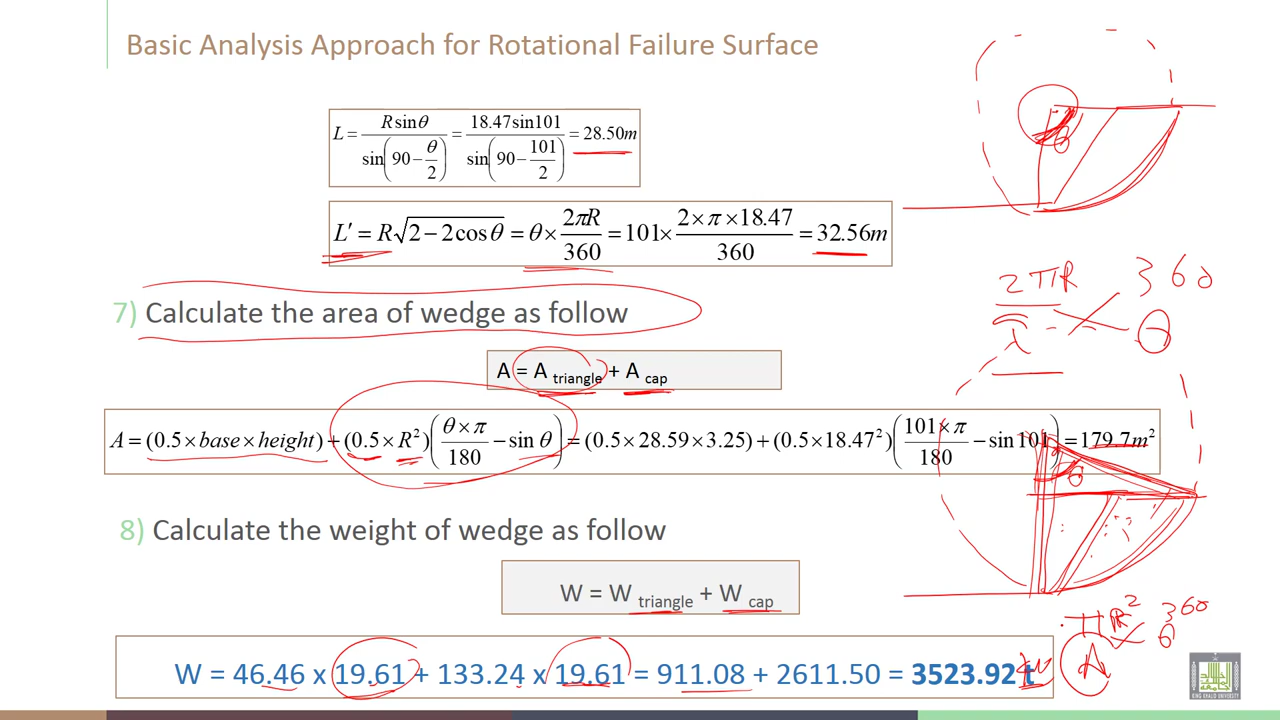 Basic Analysis Approach for Rotational Failure Surface
L = R sin θ / sin(90 − θ/2) = 18.47 sin 101 / sin(90 − 101/2) = 28.50m
L' = R√2 − 2cos θ = θ × 2πR/360 = 101 × 2 × π × 18.47/360 = 32.56m
θ
2πR 360
θ
7) Calculate the area of wedge as follow
A = A triangle + A cap
A = (0.5 × base × height) + (0.5 × R²)(θ × π/180 − sin θ) = (0.5 × 28.59 × 3.25) + (0.5 × 18.47²)(101 × π/180 − sin 101) = 179.7m²
θ
8) Calculate the weight of wedge as follow
W = W triangle + W cap
πR² 360
A θ
W = 46.46 x 19.61 + 133.24 x 19.61 = 911.08 + 2611.50 = 3523.92 t
KING KHALID UNIVERSITY